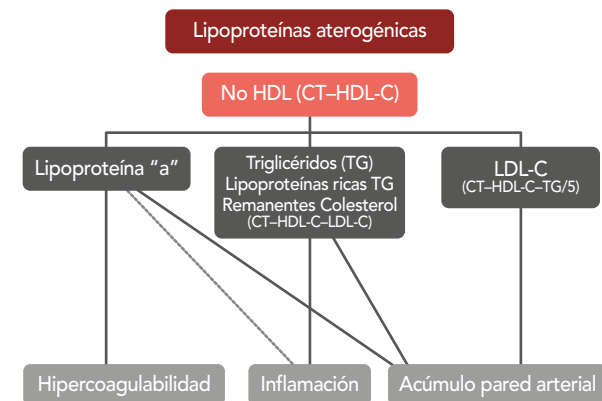 Lipoproteínas aterogénicas
No HDL (CT–HDL-C)
Lipoproteína “a”
Triglicéridos (TG)
Lipoproteínas ricas TG
Remanentes Colesterol
(CT–HDL-C–LDL-C)
LDL-C
(CT–HDL-C–TG/5)
Hipercoagulabilidad
Inflamación
Acúmulo pared arterial